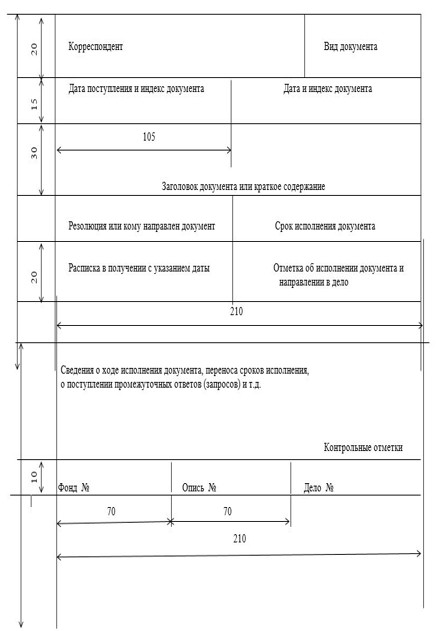 20
Корреспондент
Вид документа
15
Дата поступления и индекс документа
Дата и индекс документа
30
105
Заголовок документа или краткое содержание
Резолюция или кому направлен документ
Срок исполнения документа
20
Расписка в получении с указанием даты
Отметка об исполнении документа и
направлении в дело
210
Сведения о ходе исполнения документа, переноса сроков исполнения,
о поступлении промежуточных ответов (запросов) и т.д.
Контрольные отметки
10
Фонд №
Опись №
Дело №
70
70
210